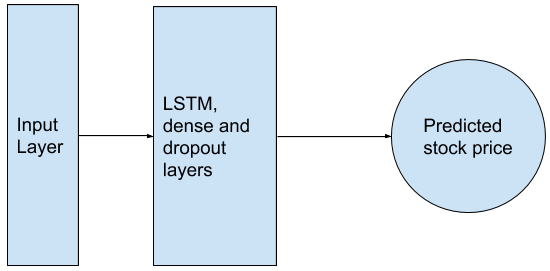 Input
Layer
LSTM,
dense and
dropout
layers
Predicted
stock price